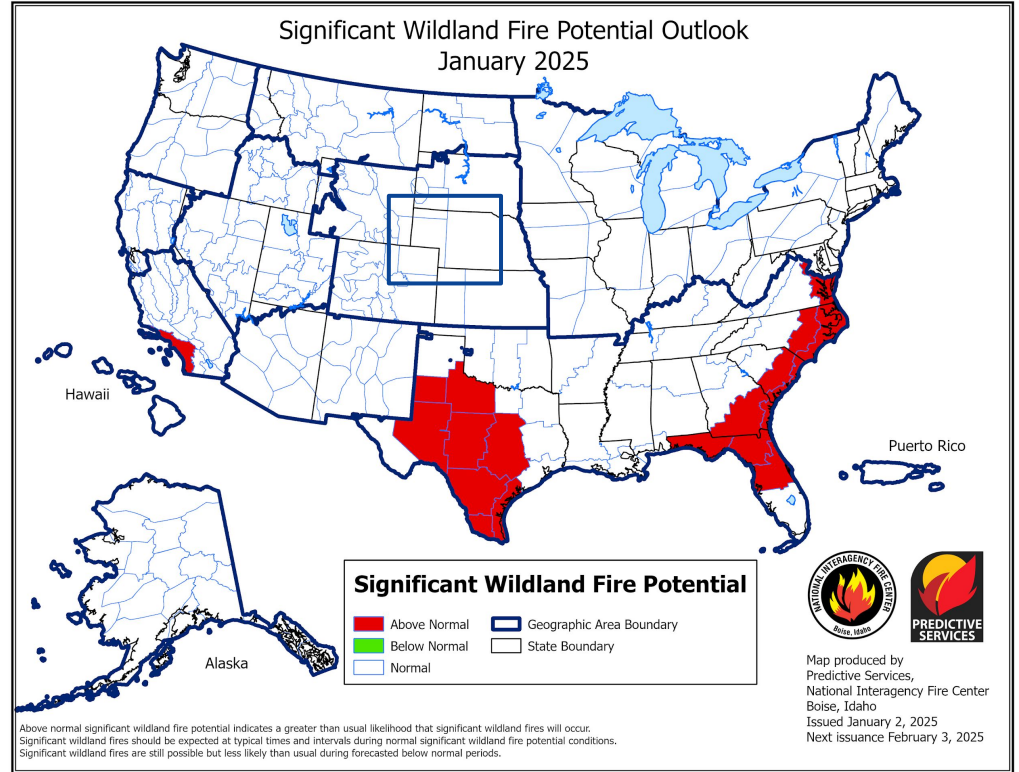 Significant Wildland Fire Potential Outlook
January 2025
Hawaii
Puerto Rico
Alaska
Significant Wildland Fire Potential
Above Normal
Below Normal
Normal
Geographic Area Boundary
State Boundary
NATIONAL INTERAGENCY FIRE CENTER
Boise, Idaho
PREDICTIVE
SERVICES
Map produced by
Predictive Services,
National Interagency Fire Center
Boise, Idaho
Issued January 2, 2025
Next issuance February 3, 2025
Above normal significant wildland fire potential indicates a greater than usual likelihood that significant wildland fires will occur.
Significant wildland fires should be expected at typical times and intervals during normal significant wildland fire potential conditions.
Significant wildland fires are still possible but less likely than usual during forecasted below normal periods.